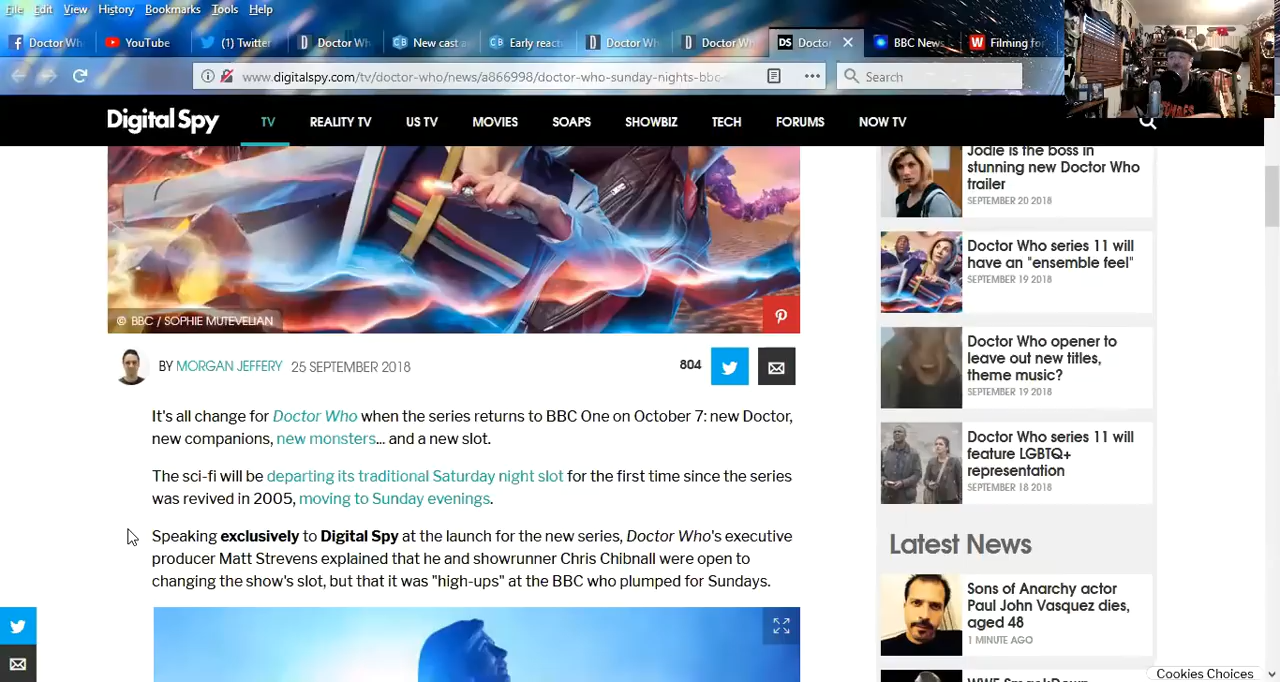 File Edit View History Bookmarks Tools Help
Doctor Wh YouTube (1) Twitte Doctor Wh New cast a Early reac Doctor Wh Doctor Wh DS Docto BBC News Filming fo
www.digitalspy.com/tv/doctor-who/news/a866998/doctor-who-sunday-nights-bbc- Search
Digital Spy TV REALITY TV US TV MOVIES SOAPS SHOWBIZ TECH FORUMS NOW TV
© BBC / SOPHIE MUTEVELIAN
BY MORGAN JEFFERY 25 SEPTEMBER 2018 804
It's all change for Doctor Who when the series returns to BBC One on October 7: new Doctor,
new companions, new monsters... and a new slot.
The sci-fi will be departing its traditional Saturday night slot for the first time since the series
was revived in 2005, moving to Sunday evenings.
Speaking exclusively to Digital Spy at the launch for the new series, Doctor Who's executive
producer Matt Strevens explained that he and showrunner Chris Chibnall were open to
changing the show's slot, but that it was "high-ups" at the BBC who plumped for Sundays.
Jodie is the boss in
stunning new Doctor Who
trailer
SEPTEMBER 20 2018
Doctor Who series 11 will
have an "ensemble feel"
SEPTEMBER 19 2018
Doctor Who opener to
leave out new titles,
theme music?
SEPTEMBER 19 2018
Doctor Who series 11 will
feature LGBTQ+
representation
SEPTEMBER 18 2018
Latest News
Sons of Anarchy actor
Paul John Vasquez dies,
aged 48
1 MINUTE AGO
WWE SmackDown
Cookies Choices